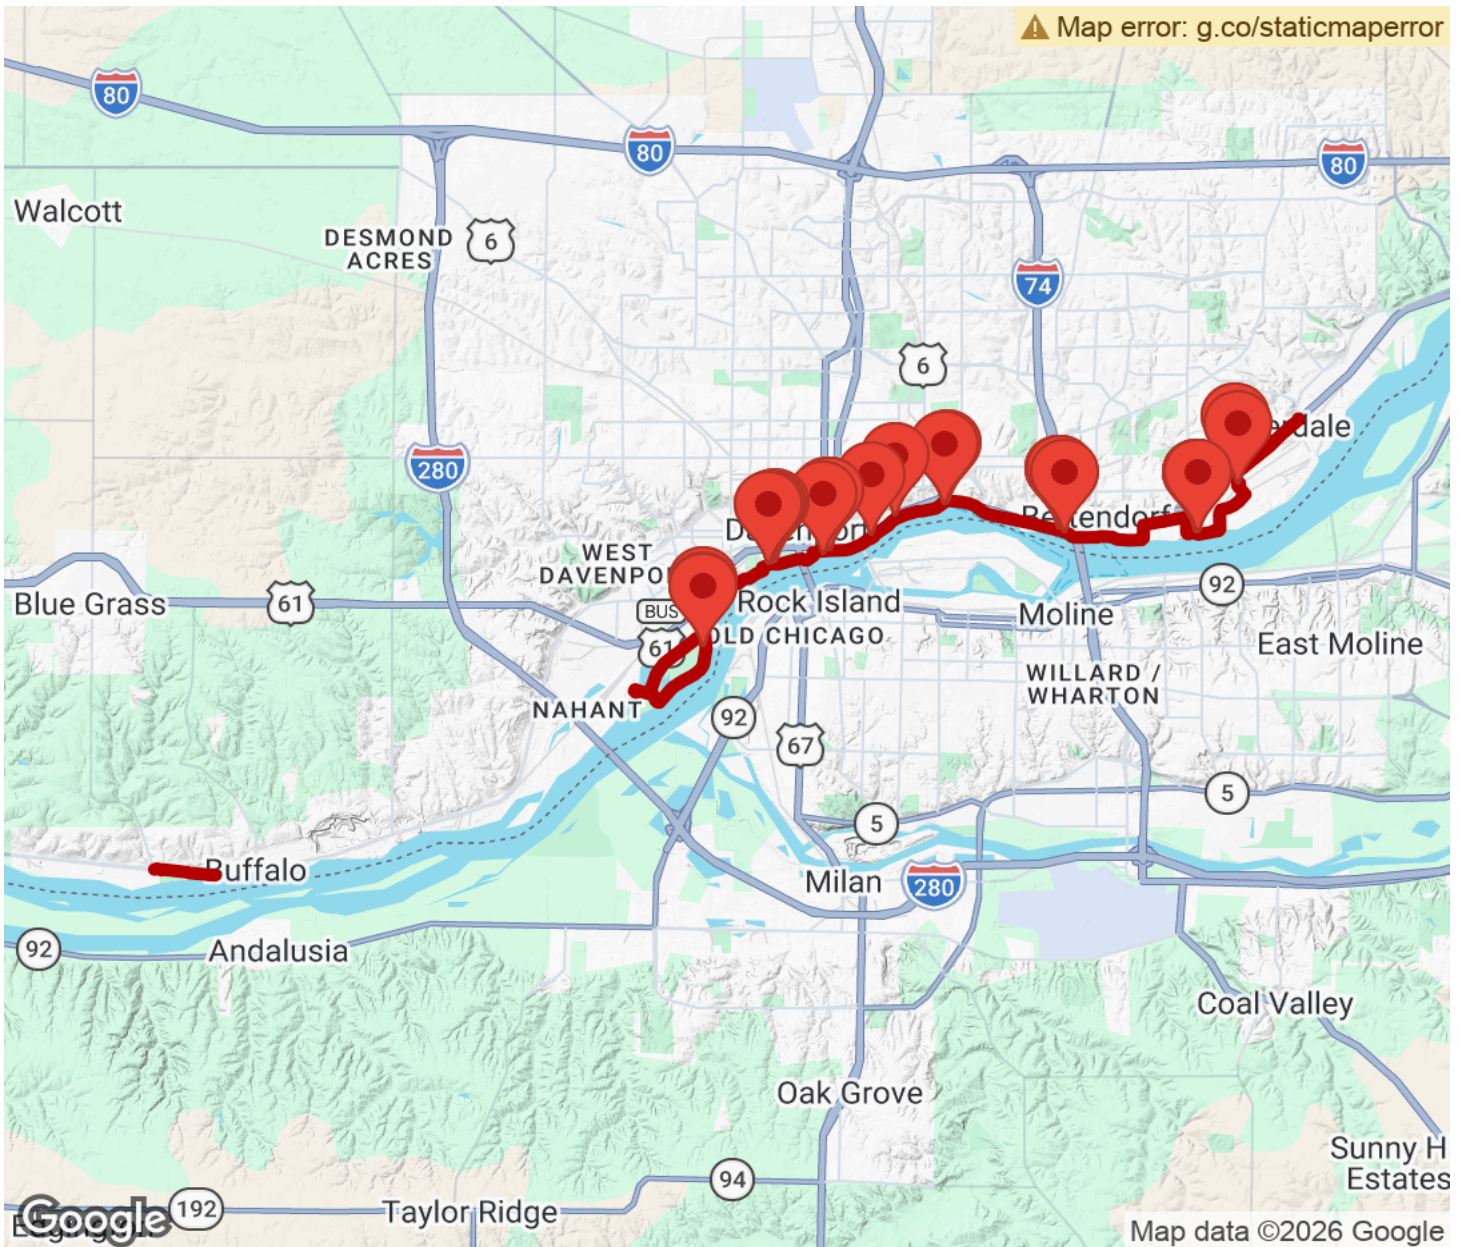 Map error: g.co/staticmaperror
80
80
80
Walcott
DESMOND
ACRES
6
74
6
erdale
280
Bettendorf
WEST
DAVENPO
92
61
Blue Grass
BUS
Rock Island
Moline
OLD CHICAGO
61
East Moline
WILLARD /
WHARTON
NAHANT
92
67
5
5
Buffalo
Milan
280
92
Andalusia
Coal Valley
Oak Grove
Sunny H
Estates
94
192
Taylor Ridge
Google
Map data ©2026 Google